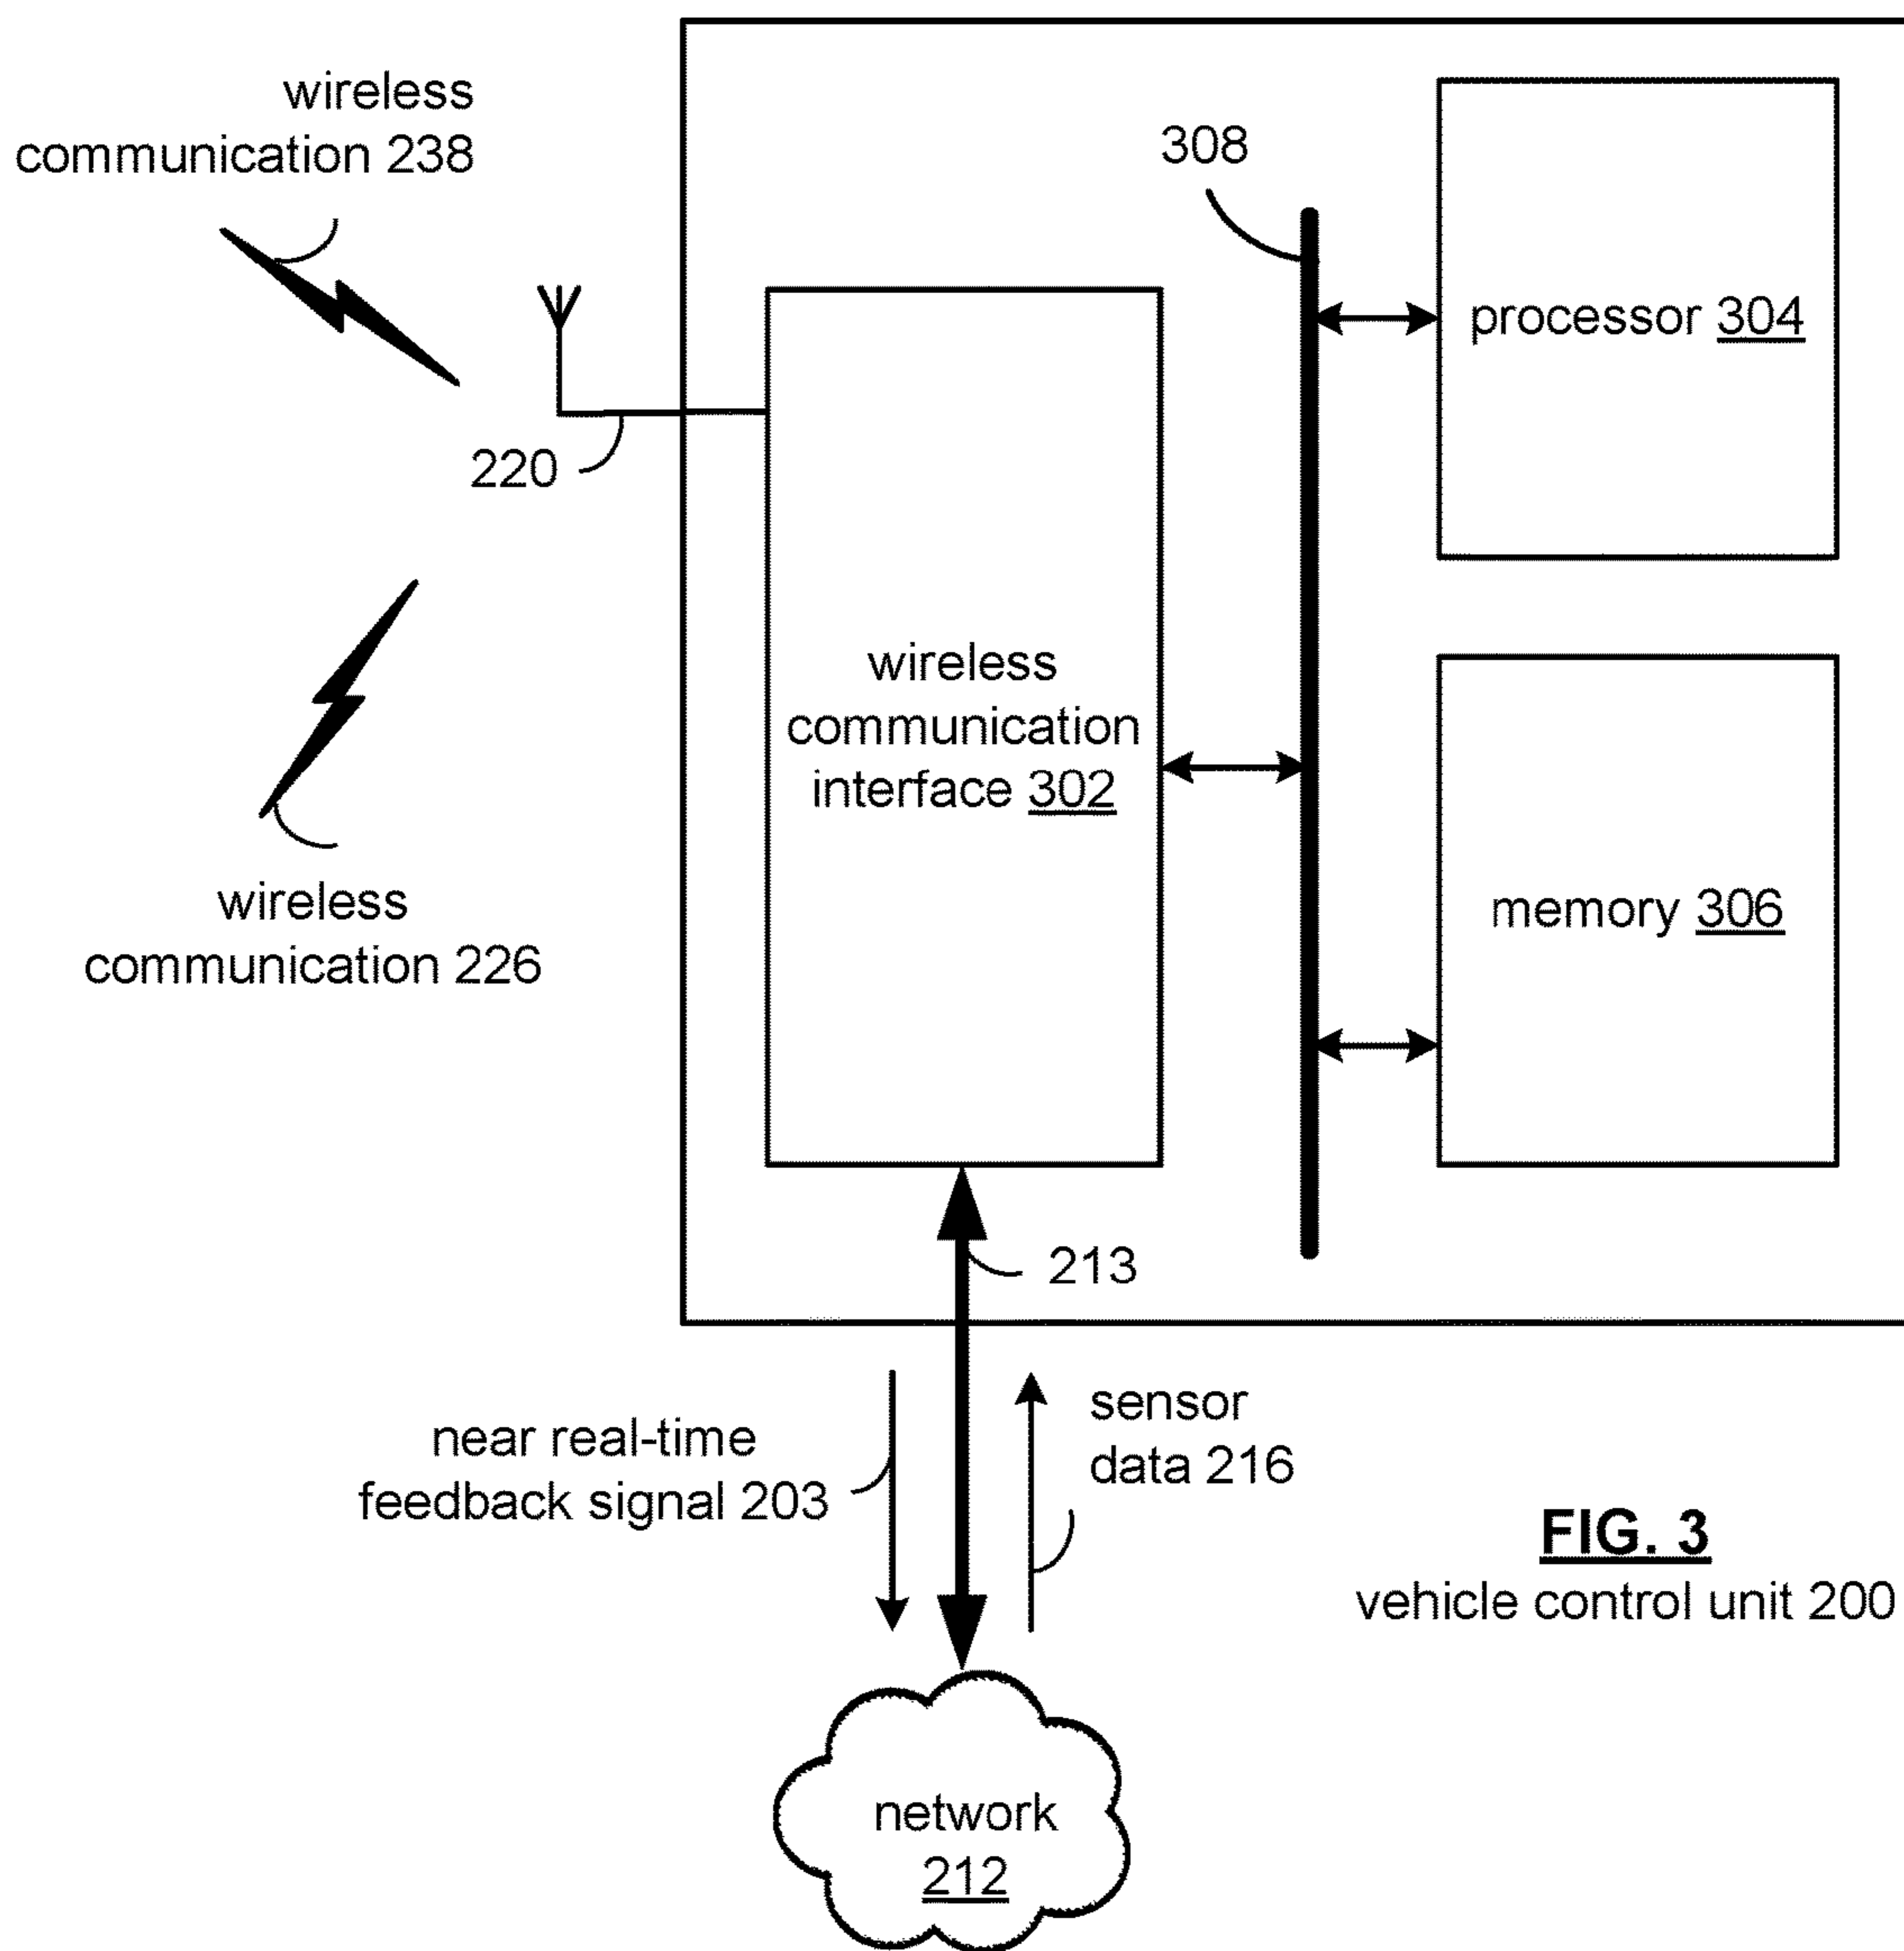 wireless
communication 238
308
processor 304
220
wireless
communication
interface 302
wireless
communication 226
memory 306
213
near real-time
feedback signal 203
sensor
data 216
FIG. 3
vehicle control unit 200
network
212